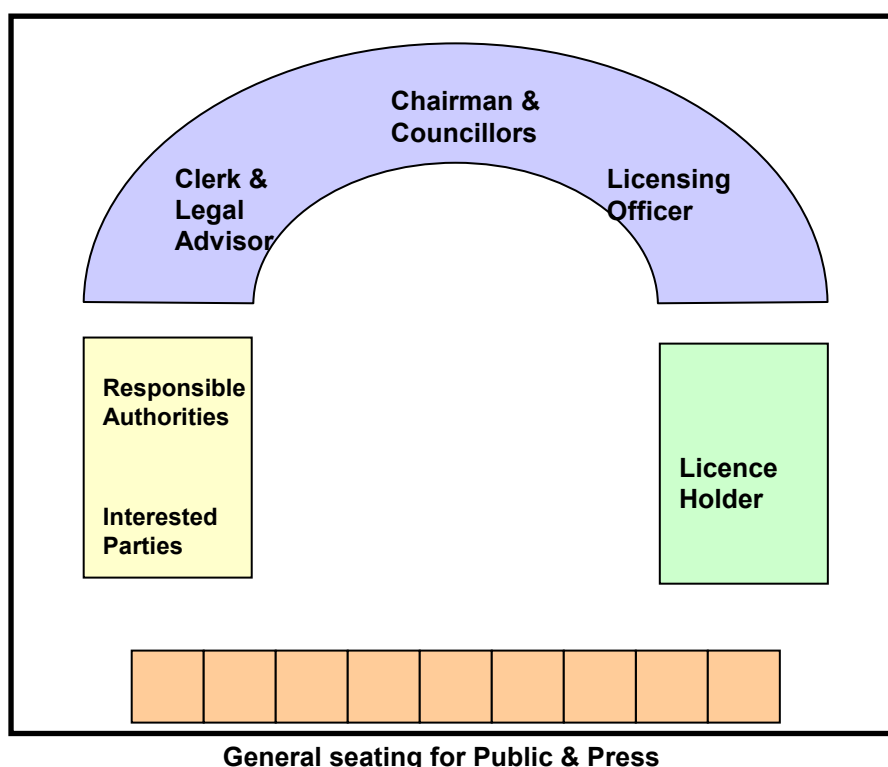 Chairman &
Councillors
Clerk &
Legal
Advisor
Licensing
Officer
Responsible
Authorities
Interested
Parties
Licence
Holder
General seating for Public & Press